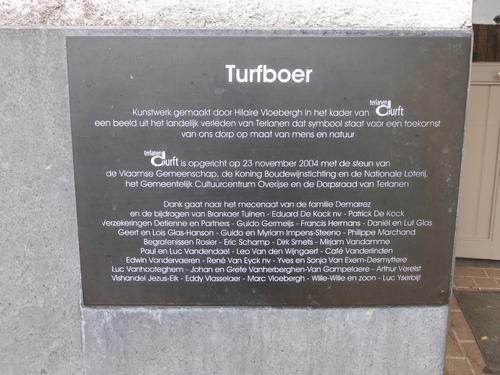 Turfboer
Kunstwerk gemaakt door Hilaire Vloebergh in het kader van terlanen durft
een beeld uit het landelijk verleden van Terlanen dat symbool staat voor een toekomst
van ons dorp op maat van mens en natuur
terlanen durft is opgericht op 23 november 2004 met de steun van
de Vlaamse Gemeenschap, de Koning Boudewijnstichting en de Nationale Loterij,
het Gemeentelijk Cultuurcentrum Overijse en de Dorpsraad van Terlanen
Dank gaat naar het mecenaat van de familie Demarrez
en de bijdragen van Brankaer Tuinen - Eduard De Kock nv - Patrick De Kock
Verzekeringen Detienne en Partners - Guido Germeijs - Francis Hermans - Daniël en Lut Glas
Geert en Lois Glas-Hanson - Guido en Myriam Impens-Steeno - Philippe Marchand
Begrafenissen Rosier - Eric Schamp - Dirk Smets - Mirjam Vandamme
Paul en Luc Vandendael - Leo Van den Wijngaert - Café Vanderlinden
Edwin Vandervaeren - René Van Eyck nv - Yves en Sonja Van Exem-Desmyttere
Luc Vanhooteghem - Johan en Grete Vanherberghen-Van Gampelaere - Arthur Verelst
Vishandel Jezus-Eik - Eddy Vlasselaer - Marc Vloebergh - Wille-Wille en zoon - Luc Yserbijt